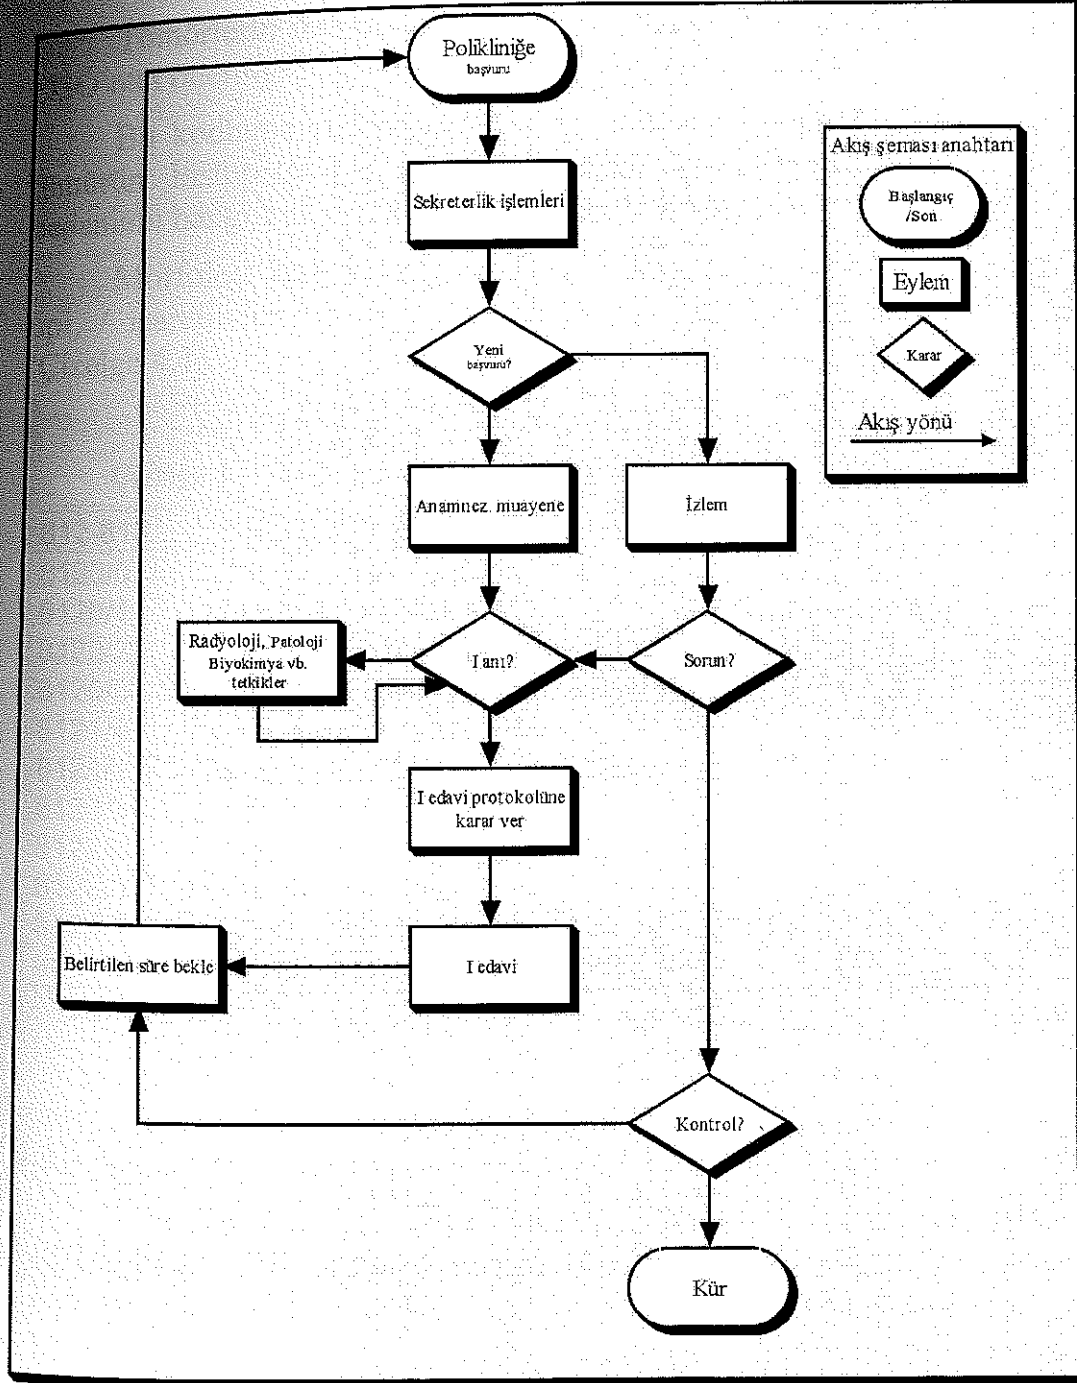 Polikliniğe
başvuru
Sekreterlik işlemleri
Yeni
başvuru?
Anamnez, muayene
İzlem
Radyoloji, Patoloji
Biyokimya vb.
tetkikler
Tanı?
Sorun?
Tedavi protokolüne
karar ver
Belirtilen süre bekle
Tedavi
Kontrol?
Kür
Akış şeması anahtarı
Başlangıç
/Son
Eylem
Karar
Akış yönü